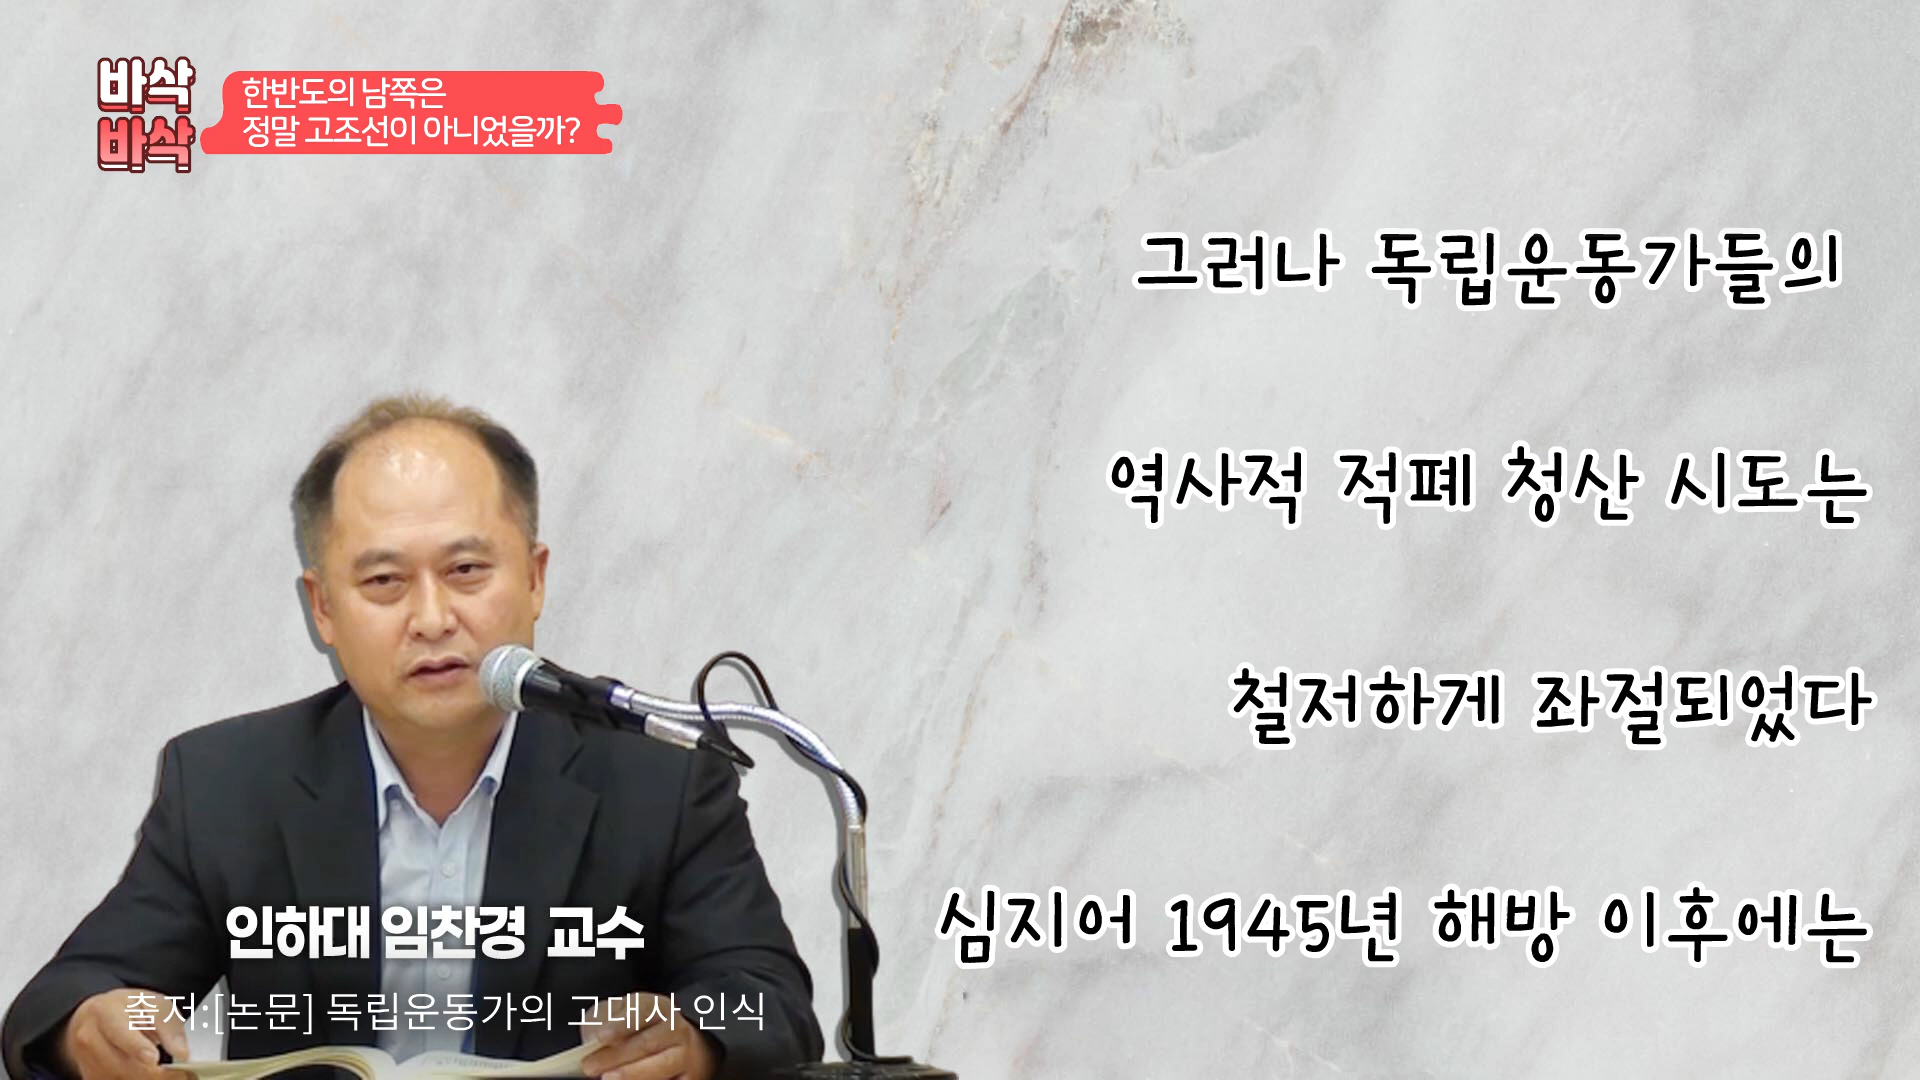 바삭
바삭
한반도의 남쪽은
정말 고조선이 아니었을까?
그러나 독립운동가들의
역사적 적폐 청산 시도는
철저하게 좌절되었다
심지어 1945년 해방 이후에는
인하대 임찬경 교수
출저:[논문] 독립운동가의 고대사 인식